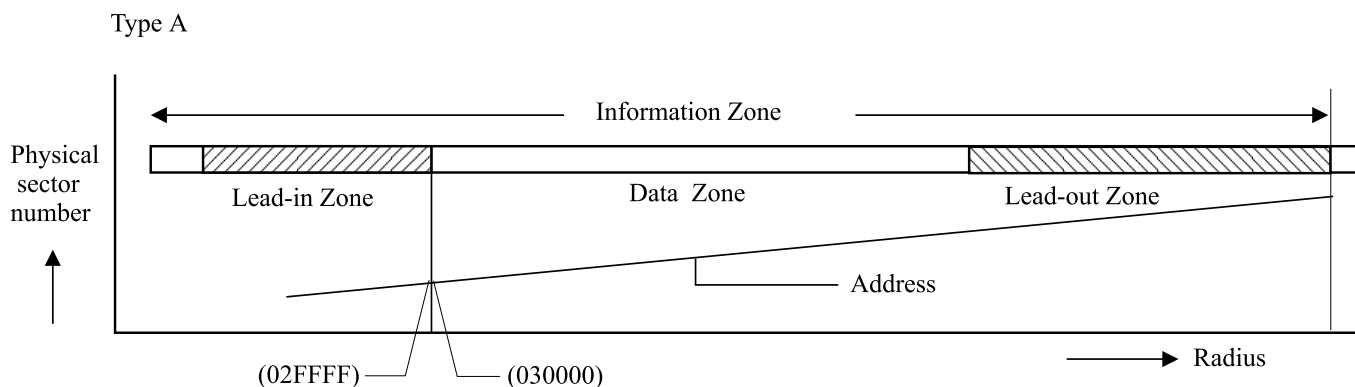 Type A
Information Zone
Physical
sector
number
Lead-in Zone
Data Zone
Lead-out Zone
Address
Radius
(02FFFF)
(030000)